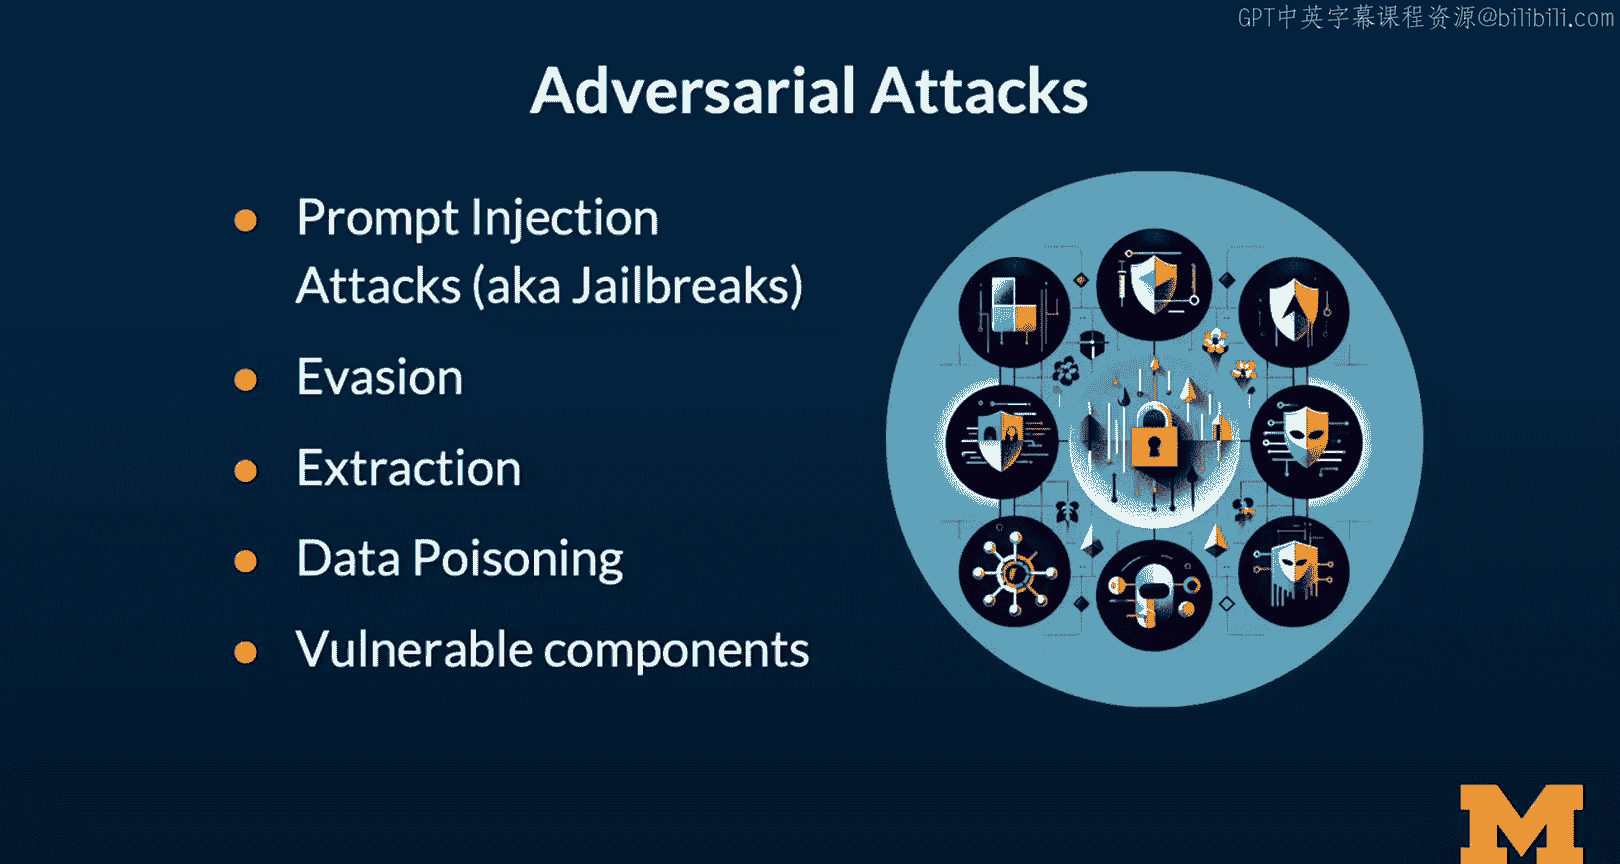 GPT中英字幕课程资源@bilibili.com
Adversarial Attacks
Prompt Injection
Attacks (aka Jailbreaks)
Evasion
Extraction
Data Poisoning
Vulnerable components
M